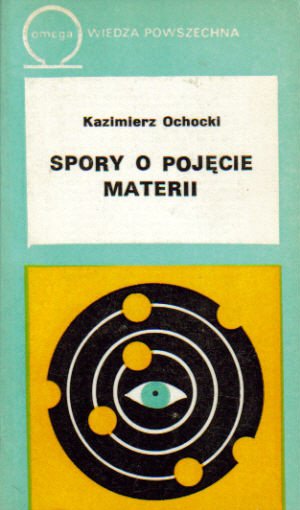 omega WIEDZA POWSZECHNA
Kazimierz Ochocki
SPORY O POJĘCIE
MATERII